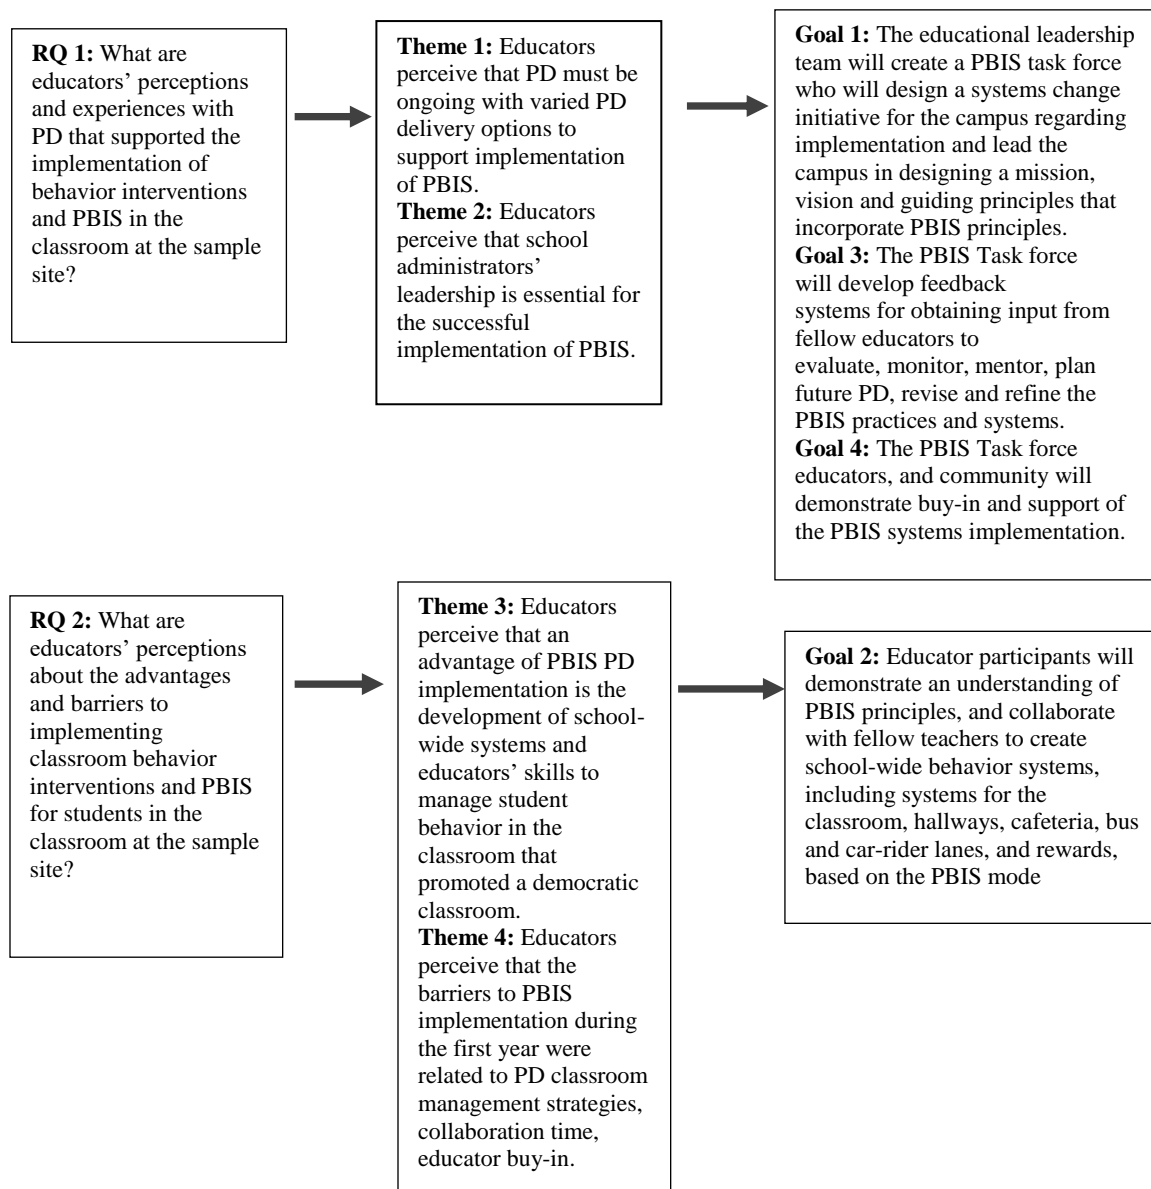 RQ 1: What are
educators’ perceptions
and experiences with
PD that supported the
implementation of
behavior interventions
and PBIS in the
classroom at the sample
site?
Theme 1: Educators
perceive that PD must be
ongoing with varied PD
delivery options to
support implementation
of PBIS.
Theme 2: Educators
perceive that school
administrators’
leadership is essential for
the successful
implementation of PBIS.
Goal 1: The educational leadership
team will create a PBIS task force
who will design a systems change
initiative for the campus regarding
implementation and lead the
campus in designing a mission,
vision and guiding principles that
incorporate PBIS principles.
Goal 3: The PBIS Task force
will develop feedback
systems for obtaining input from
fellow educators to
evaluate, monitor, mentor, plan
future PD, revise and refine the
PBIS practices and systems.
Goal 4: The PBIS Task force
educators, and community will
demonstrate buy-in and support of
the PBIS systems implementation.
RQ 2: What are
educators’ perceptions
about the advantages
and barriers to
implementing
classroom behavior
interventions and PBIS
for students in the
classroom at the sample
site?
Theme 3: Educators
perceive that an
advantage of PBIS PD
implementation is the
development of school-
wide systems and
educators’ skills to
manage student
behavior in the
classroom that
promoted a democratic
classroom.
Theme 4: Educators
perceive that the
barriers to PBIS
implementation during
the first year were
related to PD classroom
management strategies,
collaboration time,
educator buy-in.
Goal 2: Educator participants will
demonstrate an understanding of
PBIS principles, and collaborate
with fellow teachers to create
school-wide behavior systems,
including systems for the
classroom, hallways, cafeteria, bus
and car-rider lanes, and rewards,
based on the PBIS mode